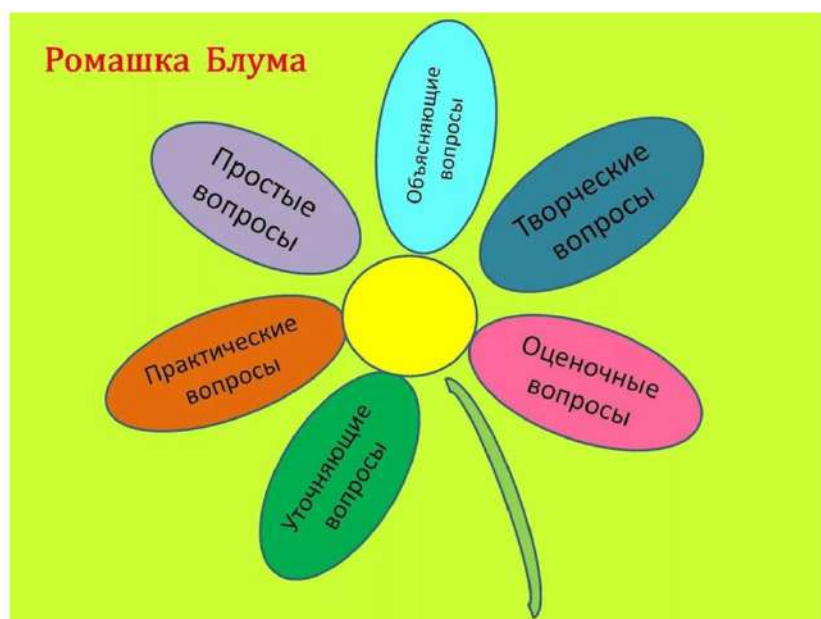 Ромашка Блума
Объясняющие
вопросы
Творческие
вопросы
Оценочные
вопросы
Уточняющие
вопросы
Практические
вопросы
Простые
вопросы